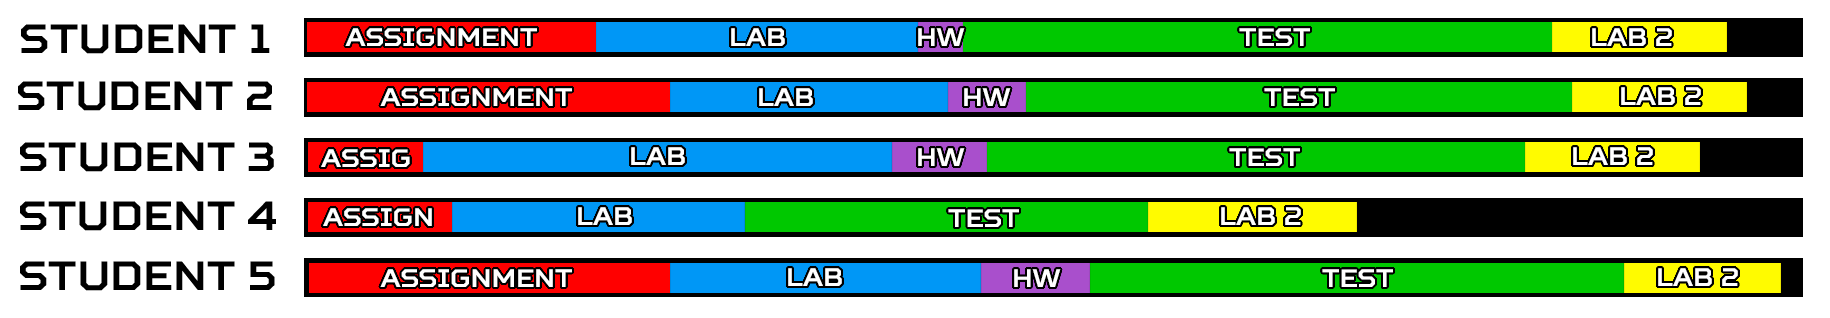 STUDENT 1 ASSIGNMENT LAB HW TEST LAB 2
STUDENT 2 ASSIGNMENT LAB HW TEST LAB 2
STUDENT 3 ASSIG LAB HW TEST LAB 2
STUDENT 4 ASSIGN LAB TEST LAB 2
STUDENT 5 ASSIGNMENT LAB HW TEST LAB 2